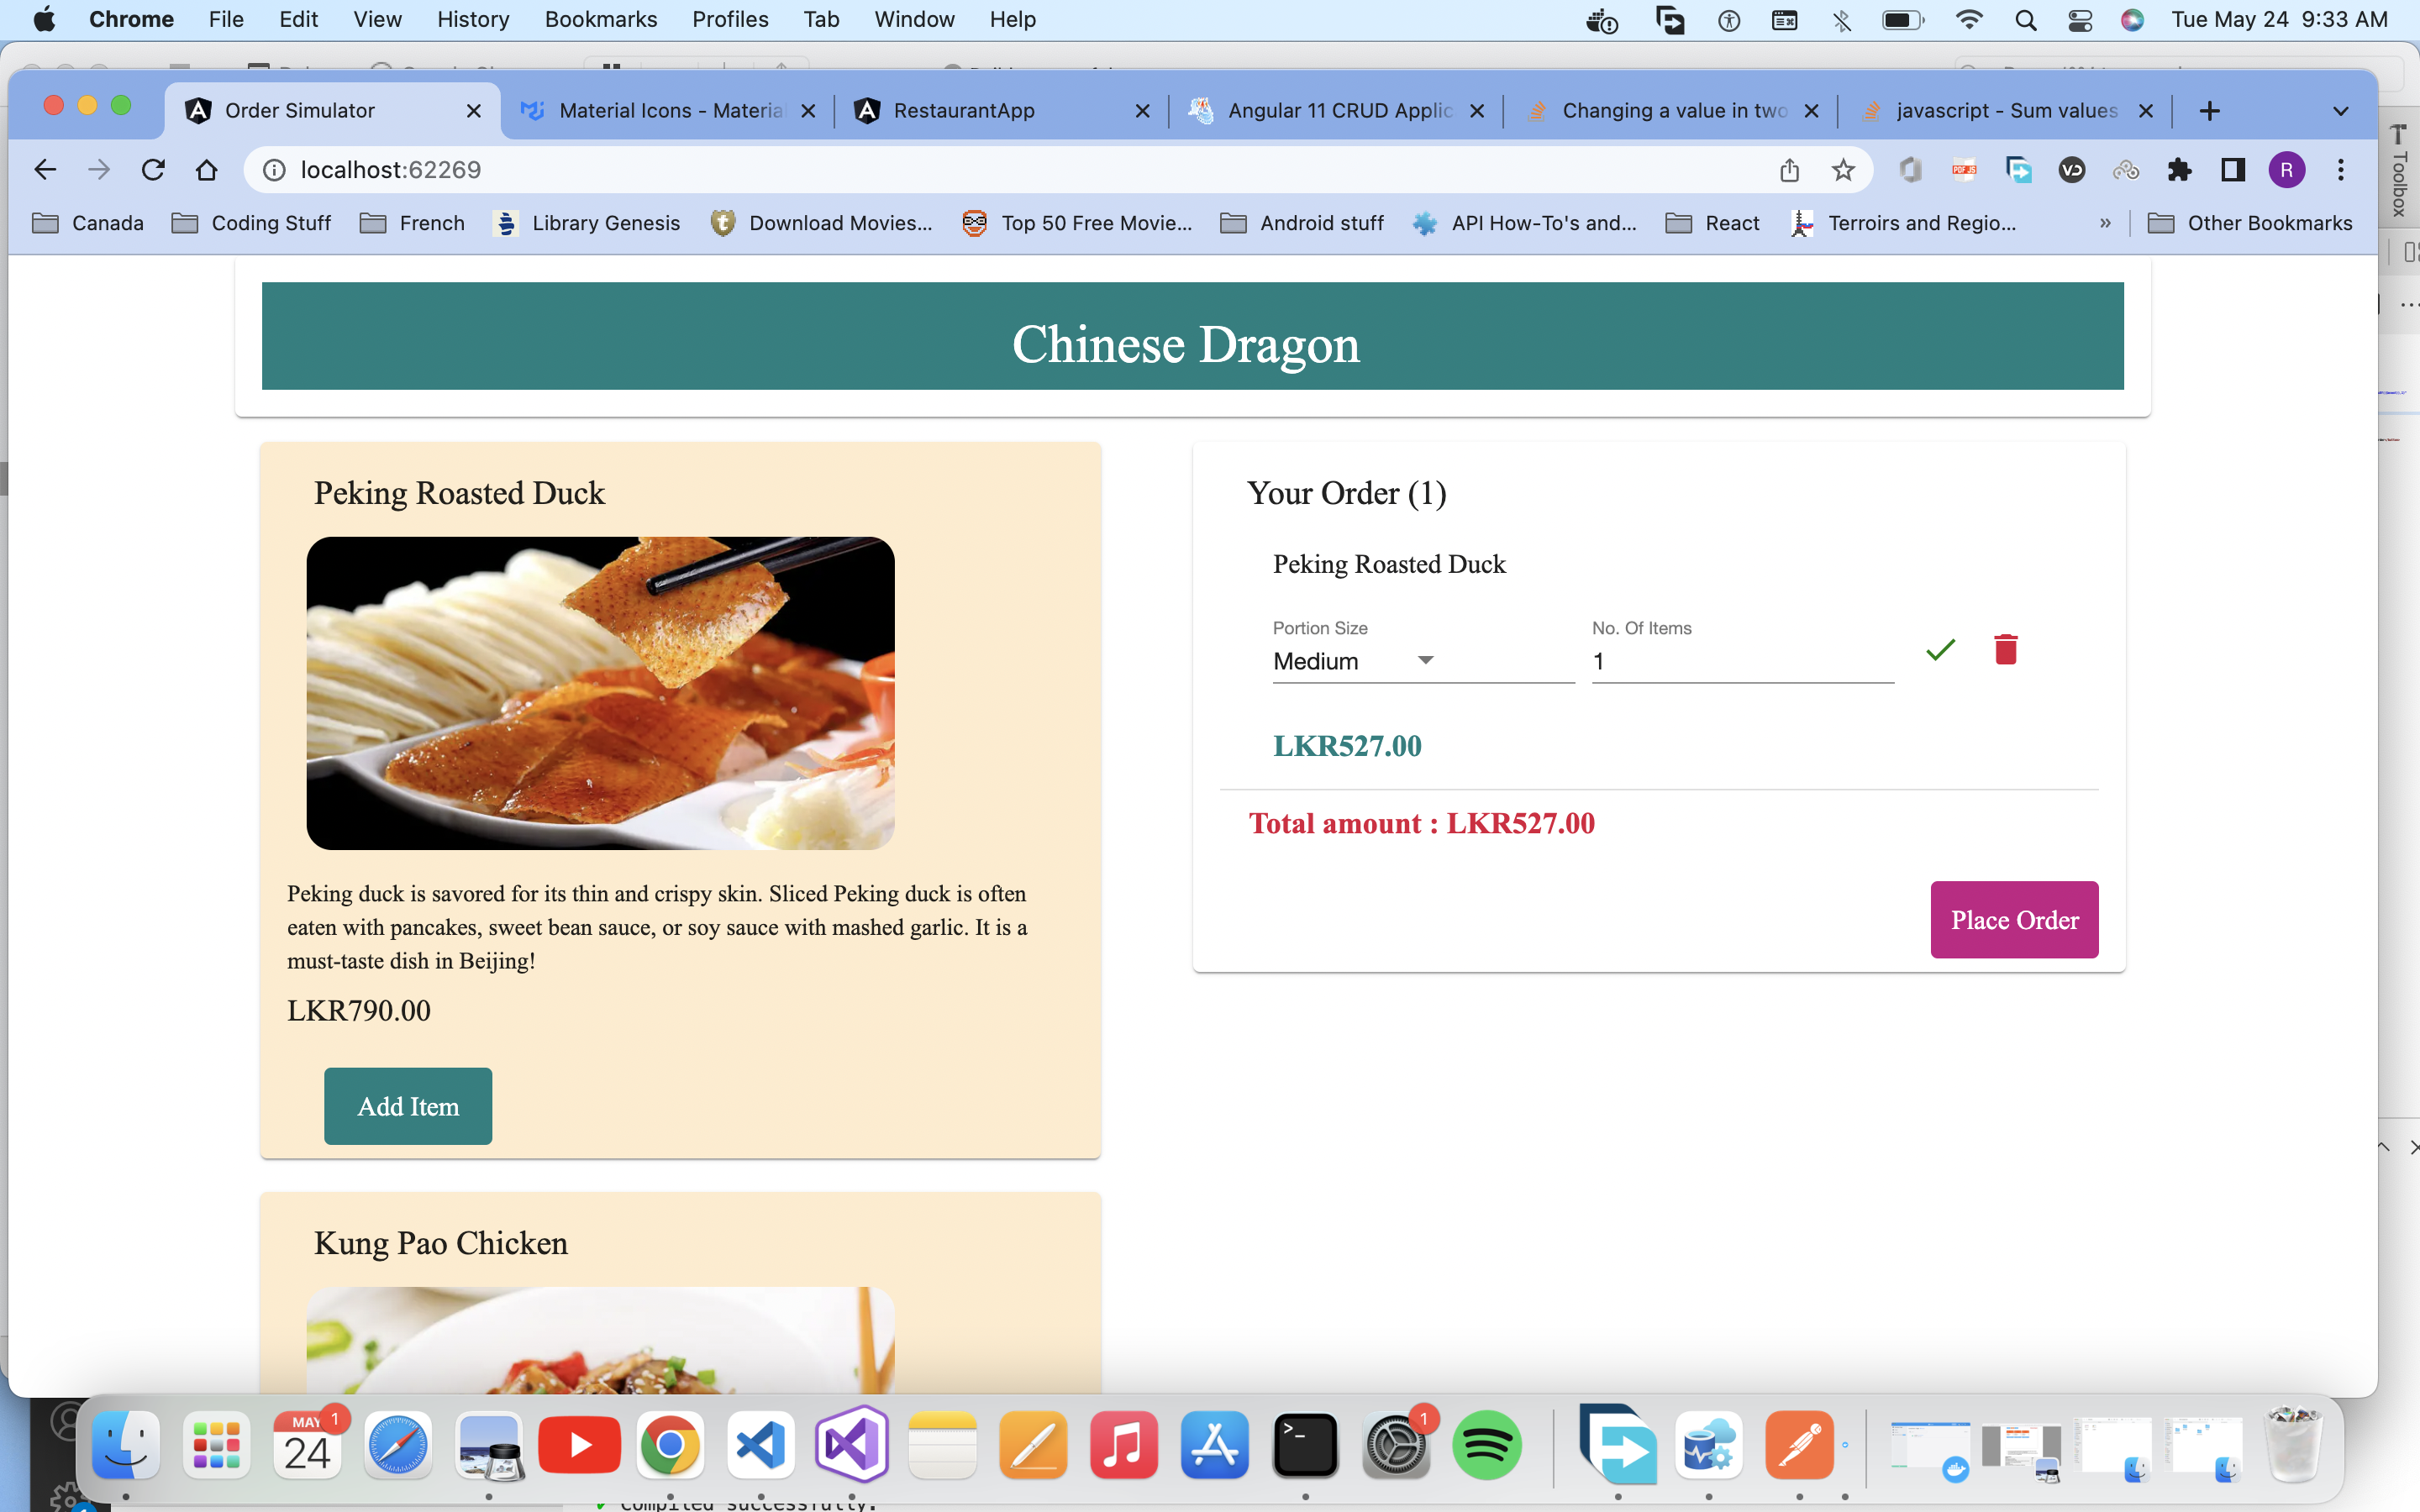 Chrome File Edit View History Bookmarks Profiles Tab Window Help Tue May 24 9:33 AM
Order Simulator Material Icons - Material RestaurantApp Angular 11 CRUD Applic Changing a value in two javascript - Sum values
localhost:62269 PDF JS R
Canada Coding Stuff French Library Genesis Download Movies... Top 50 Free Movie... Android stuff API How-To's and... React Terroirs and Regio... » Other Bookmarks
Toolbox
Chinese Dragon
Peking Roasted Duck
Peking duck is savored for its thin and crispy skin. Sliced Peking duck is often
eaten with pancakes, sweet bean sauce, or soy sauce with mashed garlic. It is a
must-taste dish in Beijing!
LKR790.00
Add Item
Kung Pao Chicken
Your Order (1)
Peking Roasted Duck
Portion Size No. Of Items
Medium 1
LKR527.00
Total amount : LKR527.00
Place Order
MAY 1
24
1
Compiled successfully.